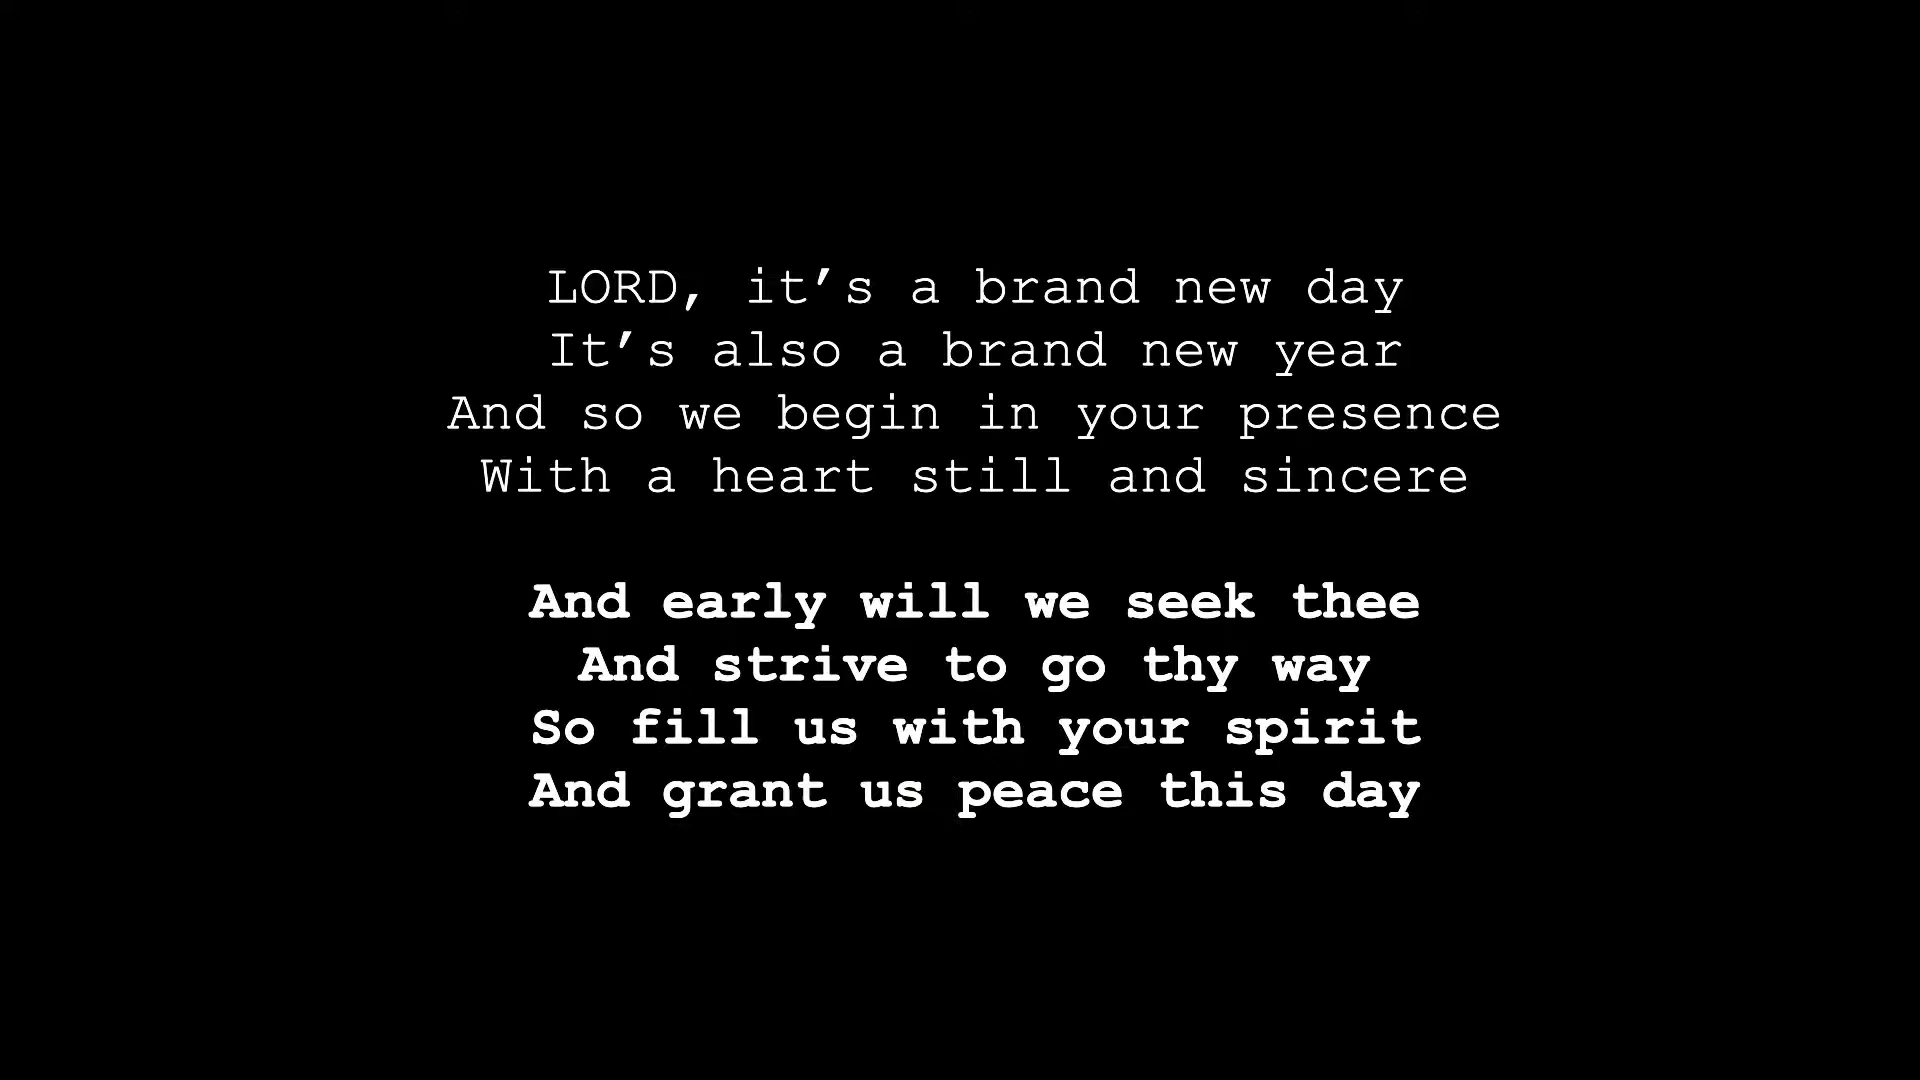 LORD, it’s a brand new day
It’s also a brand new year
And so we begin in your presence
With a heart still and sincere
And early will we seek thee
And strive to go thy way
So fill us with your spirit
And grant us peace this day